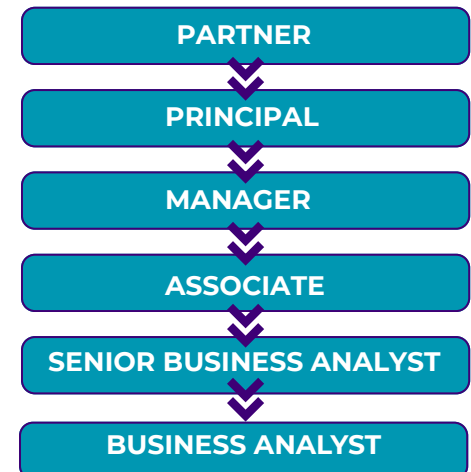 PARTNER
PRINCIPAL
MANAGER
ASSOCIATE
SENIOR BUSINESS ANALYST
BUSINESS ANALYST